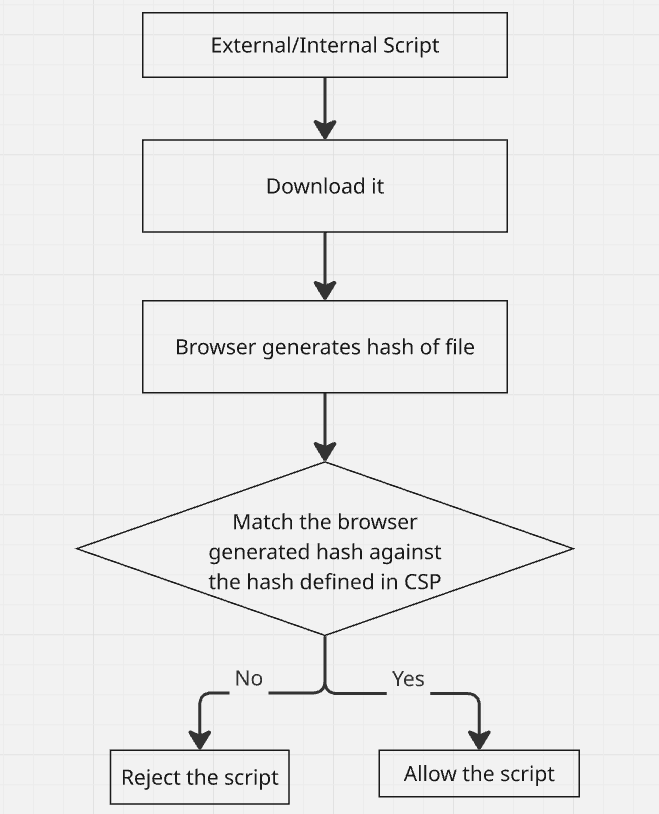 External/Internal Script
Download it
Browser generates hash of file
Match the browser
generated hash against
the hash defined in CSP
No
Yes
Reject the script
Allow the script